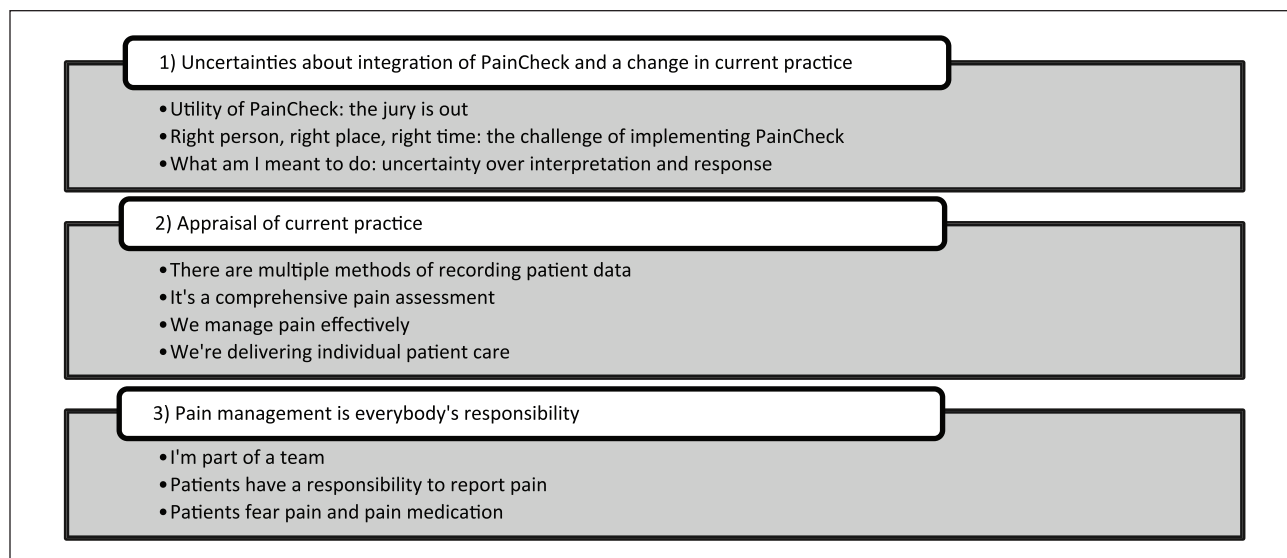 1) Uncertainties about integration of PainCheck and a change in current practice
•Utility of PainCheck: the jury is out
•Right person, right place, right time: the challenge of implementing PainCheck
•What am I meant to do: uncertainty over interpretation and response
2) Appraisal of current practice
•There are multiple methods of recording patient data
•It's a comprehensive pain assessment
•We manage pain effectively
•We're delivering individual patient care
3) Pain management is everybody's responsibility
•I'm part of a team
•Patients have a responsibility to report pain
•Patients fear pain and pain medication